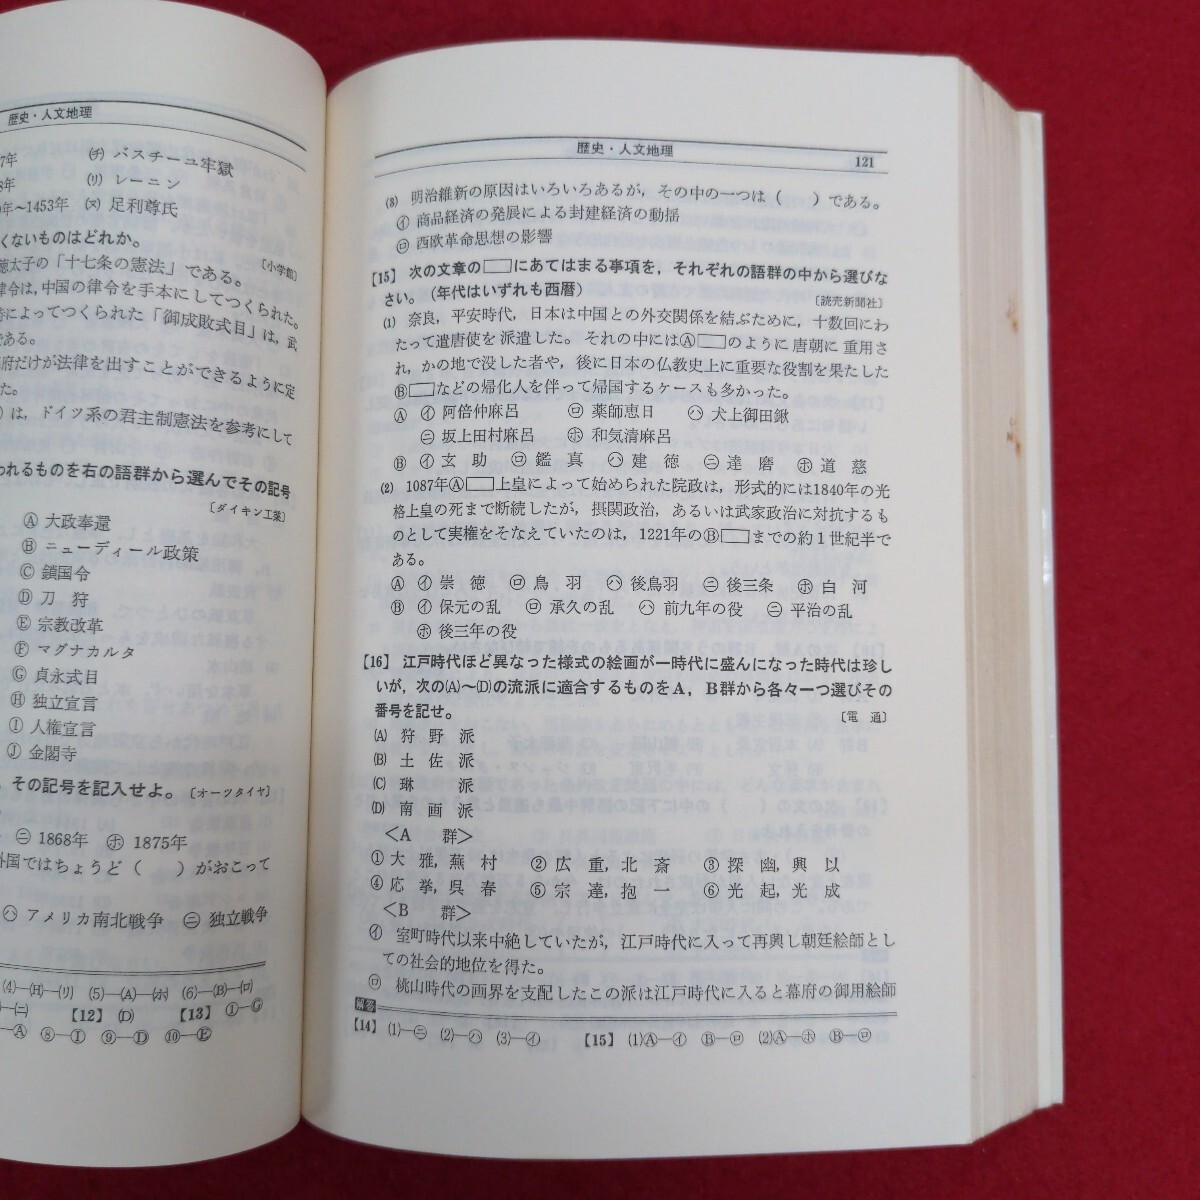 歴史・人文地理
7年 ㋠ バスチーユ牢獄
8年 ㋷ レーニン
年～1453年 ㋦ 足利尊氏
くないものはどれか。 〔小学館〕
徳太子の「十七条の憲法」である。
律令は,中国の律令を手本にしてつくられた。
によってつくられた「御成敗式目」は,武
である。
府だけが法律を出すことができるように定
た。
は,ドイツ系の君主制憲法を参考にして
われるものを右の語群から選んでその記号
〔ダイキン工業〕
Ⓐ 大政奉還
Ⓑ ニューディール政策
Ⓒ 鎖国令
Ⓓ 刀 狩
Ⓔ 宗教改革
Ⓕ マグナカルタ
Ⓖ 貞永式目
Ⓗ 独立宣言
Ⓘ 人権宣言
Ⓙ 金閣寺
その記号を記入せよ。〔オーツタイヤ〕
㋥ 1868年 ㋭ 1875年
外国ではちょうど( )がおこって
㋩ アメリカ南北戦争 ㋥ 独立戦争
(4)―Ⓗ―㋷ (5)―Ⓐ―㋭ (6)―Ⓑ―㋺
―㋥ 【12】 Ⓓ 【13】 ①―Ⓖ
―Ⓐ ⑧―Ⓘ ⑨―Ⓓ ⑩―Ⓔ
歴史・人文地理 121
(3) 明治維新の原因はいろいろあるが,その中の一つは( )である。
㋑ 商品経済の発展による封建経済の動揺
㋺ 西欧革命思想の影響
【15】 次の文章の□にあてはまる事項を,それぞれの語群の中から選びな
さい。(年代はいずれも西暦) 〔読売新聞社〕
(1) 奈良,平安時代,日本は中国との外交関係を結ぶために,十数回にわ
たって遣唐使を派遣した。それの中にはⒶ□のように唐朝に重用さ
れ,かの地で没した者や,後に日本の仏教史上に重要な役割を果たした
Ⓑ□などの帰化人を伴って帰国するケースも多かった。
Ⓐ ㋑ 阿倍仲麻呂 ㋺ 薬師恵日 ㋩ 犬上御田鍬
㋥ 坂上田村麻呂 ㋭ 和気清麻呂
Ⓑ ㋑ 玄 助 ㋺ 鑑 真 ㋩ 建 徳 ㋥ 達 磨 ㋭ 道 慈
(2) 1087年Ⓐ□上皇によって始められた院政は,形式的には1840年の光
格上皇の死まで断続したが,摂関政治,あるいは武家政治に対抗するも
のとして実権をそなえていたのは,1221年のⒷ□までの約1世紀半で
ある。
Ⓐ ㋑ 崇 徳 ㋺ 鳥 羽 ㋩ 後鳥羽 ㋥ 後三条 ㋭ 白 河
Ⓑ ㋑ 保元の乱 ㋺ 承久の乱 ㋩ 前九年の役 ㋥ 平治の乱
㋭ 後三年の役
【16】 江戸時代ほど異なった様式の絵画が一時代に盛んになった時代は珍し
いが,次の(A)～(D)の流派に適合するものをA,B群から各々一つ選びその
番号を記せ。 〔電 通〕
(A) 狩 野 派
(B) 土 佐 派
(C) 琳 派
(D) 南 画 派
<A 群>
① 大 雅,蕪 村 ② 広 重,北 斎 ③ 探 幽,興 以
④ 応 挙,呉 春 ⑤ 宗 達,抱 一 ⑥ 光 起,光 成
<B 群>
㋑ 室町時代以来中絶していたが,江戸時代に入って再興し朝廷絵師とし
ての社会的地位を得た。
㋺ 桃山時代の画界を支配したこの派は江戸時代に入ると幕府の御用絵師
解答
【14】 (1)―㋥ (2)―㋩ (3)―㋑ 【15】 (1)Ⓐ―㋑ Ⓑ―㋺ (2)Ⓐ―㋭ Ⓑ―㋺